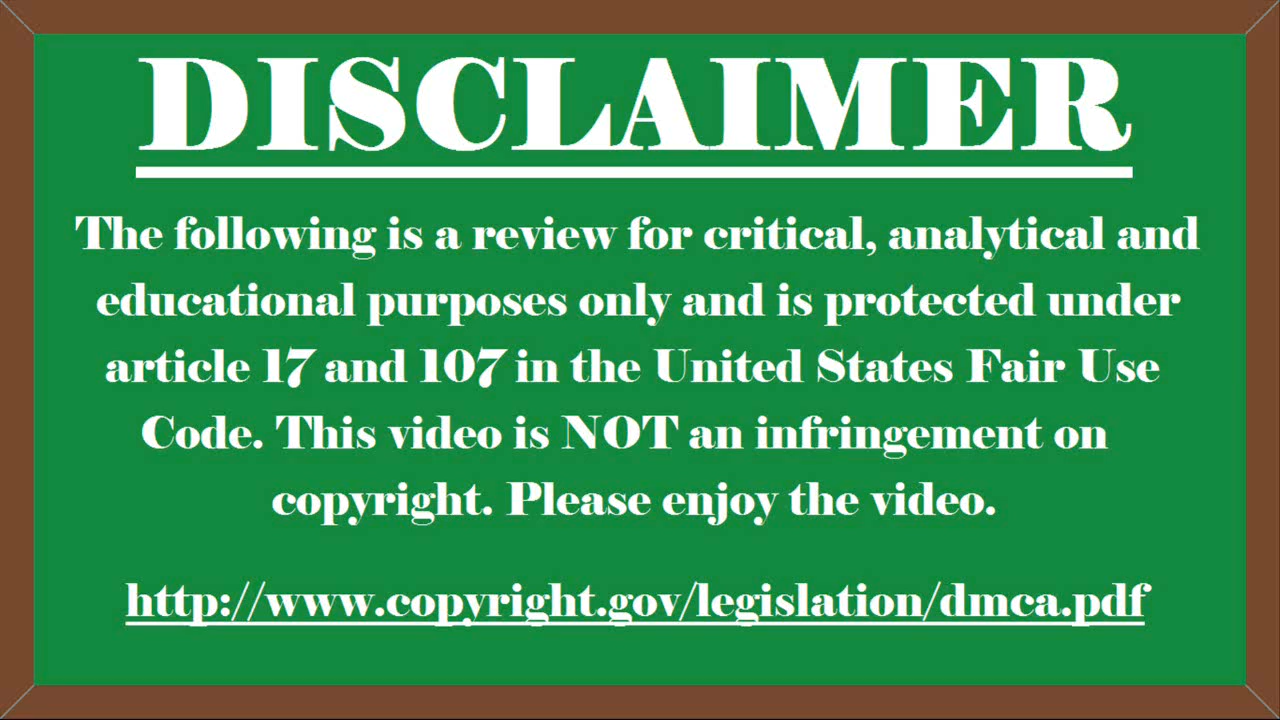 DISCLAIMER
The following is a review for critical, analytical and
educational purposes only and is protected under
article 17 and 107 in the United States Fair Use
Code. This video is NOT an infringement on
copyright. Please enjoy the video.
http://www.copyright.gov/legislation/dmca.pdf